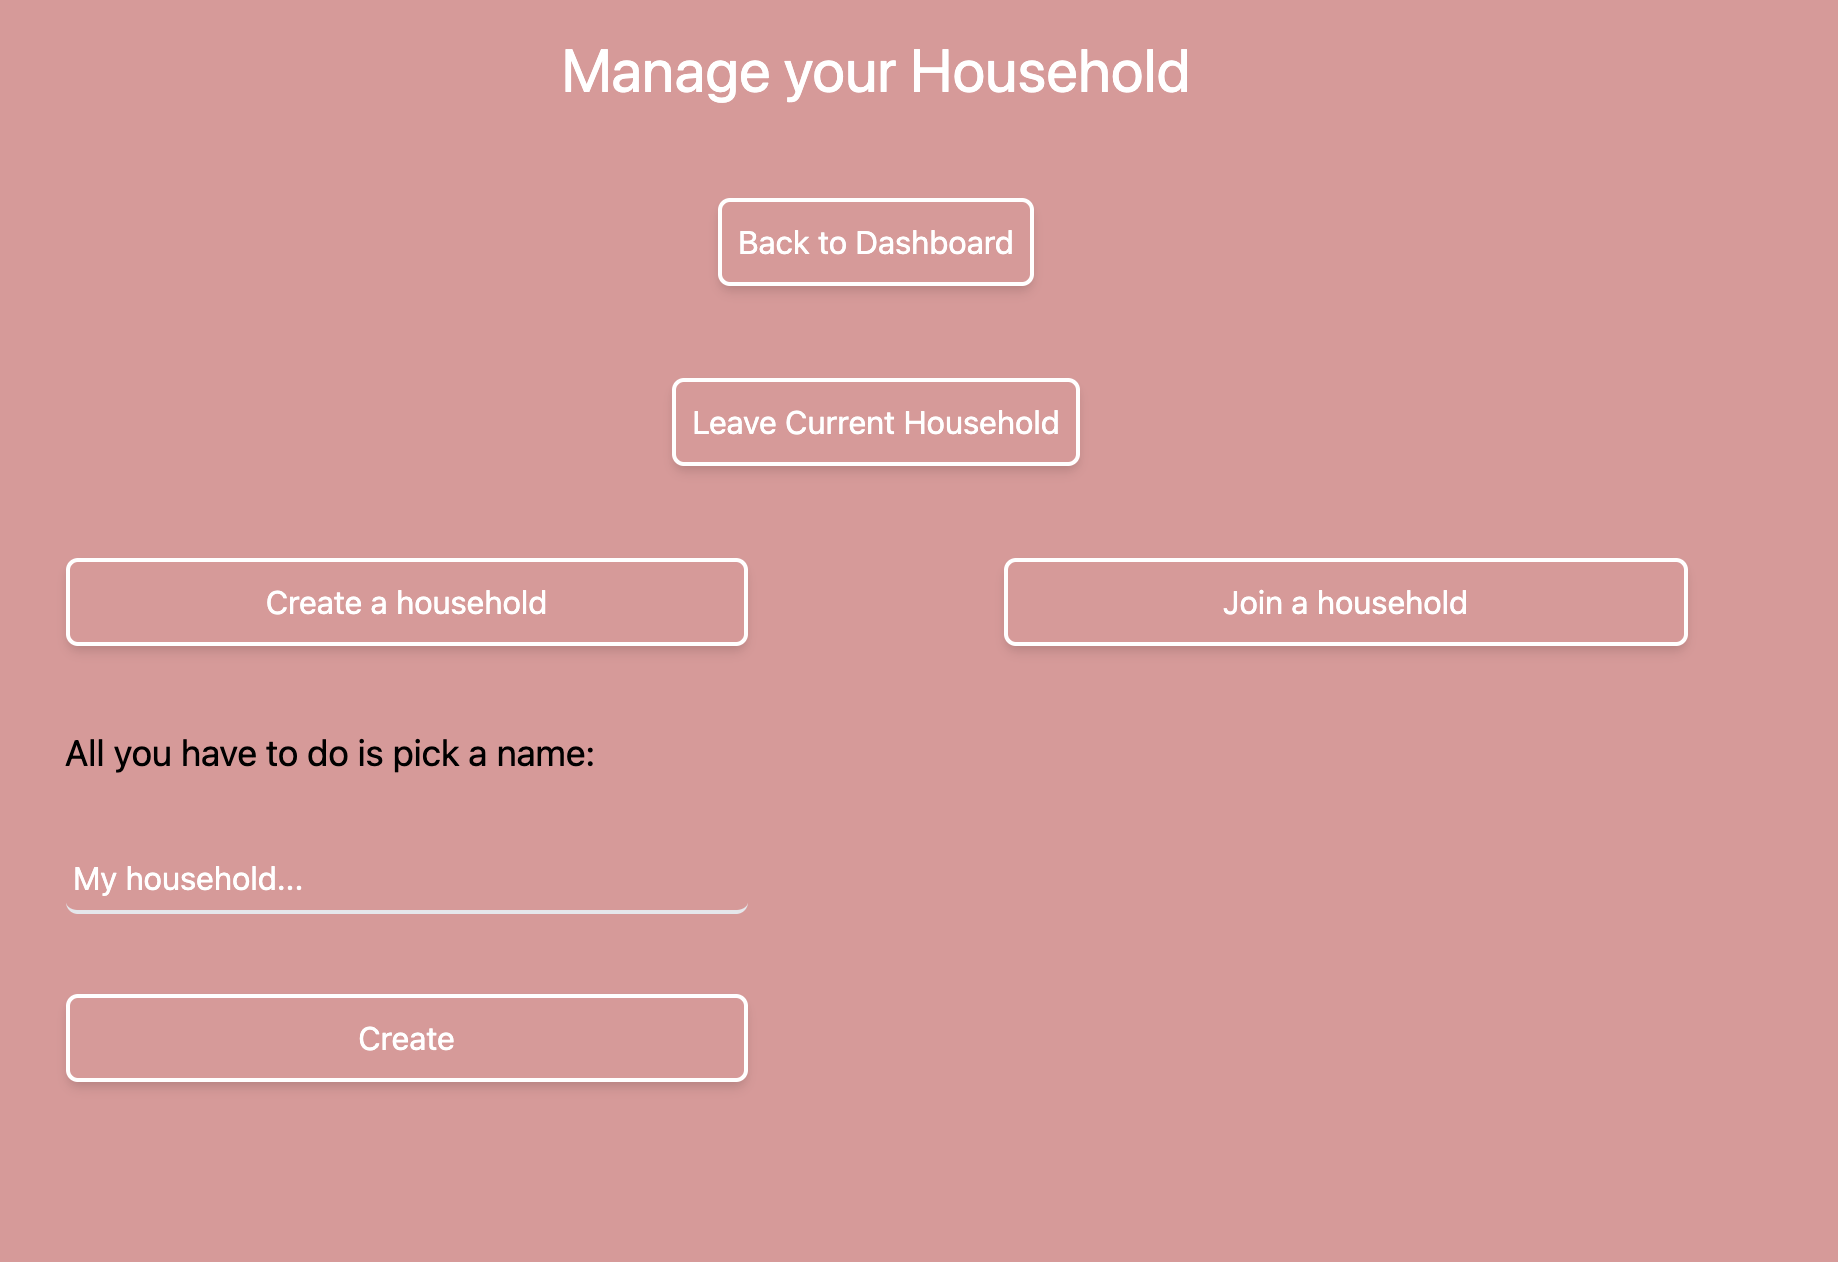 Manage your Household
Back to Dashboard
Leave Current Household
Create a household
Join a household
All you have to do is pick a name:
My household...
Create